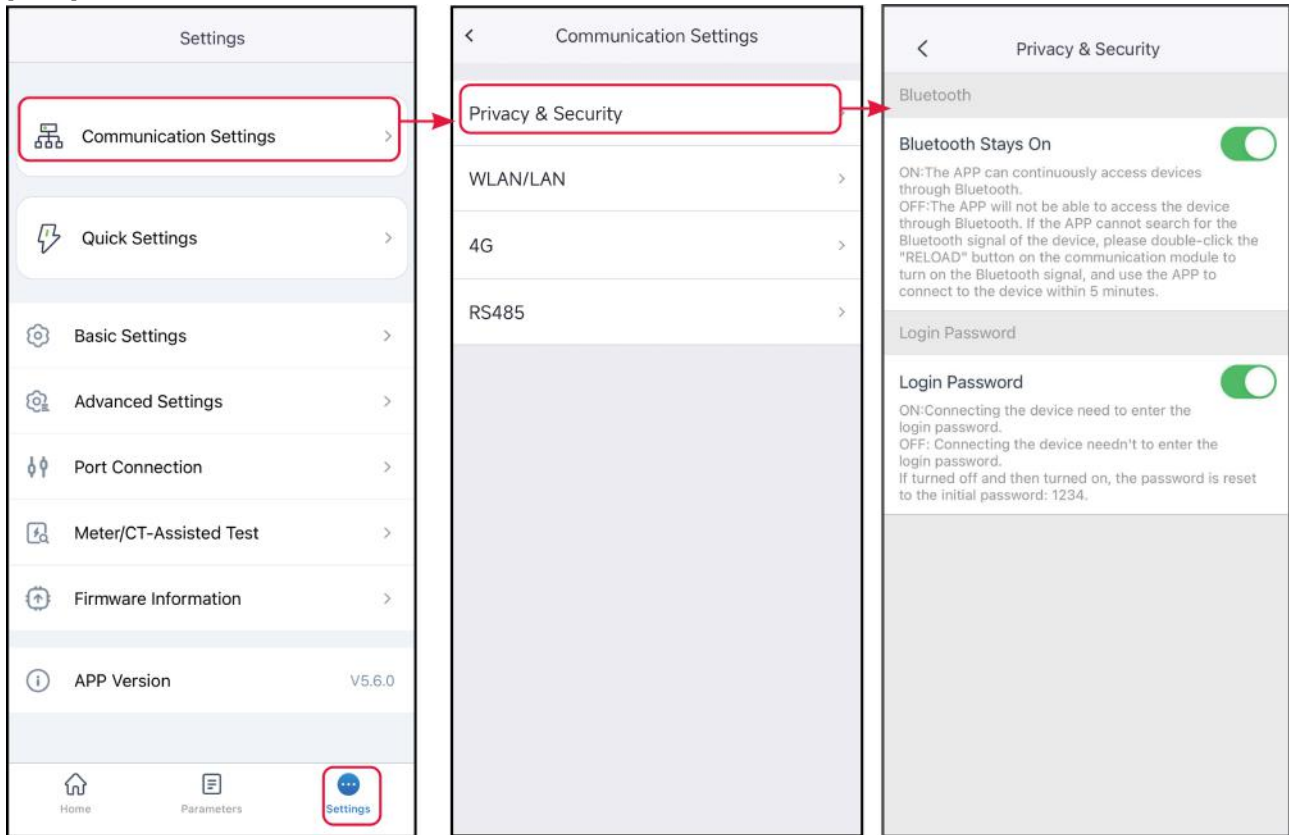 Settings
Communication Settings
Quick Settings
Basic Settings
Advanced Settings
Port Connection
Meter/CT-Assisted Test
Firmware Information
APP Version V5.6.0
Home Parameters Settings
Communication Settings
Privacy & Security
WLAN/LAN
4G
RS485
Privacy & Security
Bluetooth
Bluetooth Stays On
ON:The APP can continuously access devices
through Bluetooth.
OFF:The APP will not be able to access the device
through Bluetooth. If the APP cannot search for the
Bluetooth signal of the device, please double-click the
"RELOAD" button on the communication module to
turn on the Bluetooth signal, and use the APP to
connect to the device within 5 minutes.
Login Password
Login Password
ON:Connecting the device need to enter the
login password.
OFF: Connecting the device needn't to enter the
login password.
If turned off and then turned on, the password is reset
to the initial password: 1234.